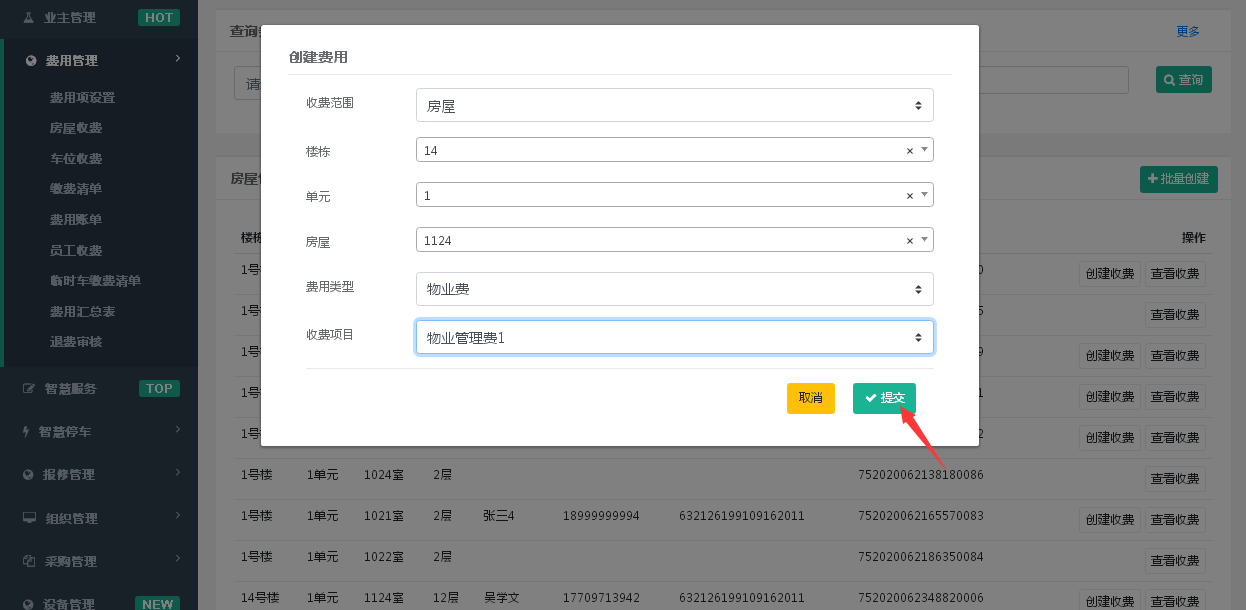 业主管理 HOT
费用管理
费用项设置
房屋收费
车位收费
缴费清单
费用账单
员工收费
临时车缴费清单
费用汇总表
退费审核
智慧服务 TOP
智慧停车
报修管理
组织管理
采购管理
设备管理 NEW
查询 更多
请
查询
房屋 批量创建
楼栋 操作
创建费用
收费范围 房屋
楼栋 14 ×
单元 1 ×
房屋 1124 ×
费用类型 物业费
收费项目 物业管理费1
取消 提交
1号 0 创建收费 查看收费
1号 5 查看收费
1号 9 创建收费 查看收费
1号 1 创建收费 查看收费
1号 2 创建收费 查看收费
1号楼 1单元 1024室 2层 752020062138180086 查看收费
1号楼 1单元 1021室 2层 张三4 18999999994 632126199109162011 752020062165570083 创建收费 查看收费
1号楼 1单元 1022室 2层 752020062186350084 查看收费
14号楼 1单元 1124室 12层 吴学文 17709713942 632126199109162011 752020062348820006 创建收费 查看收费